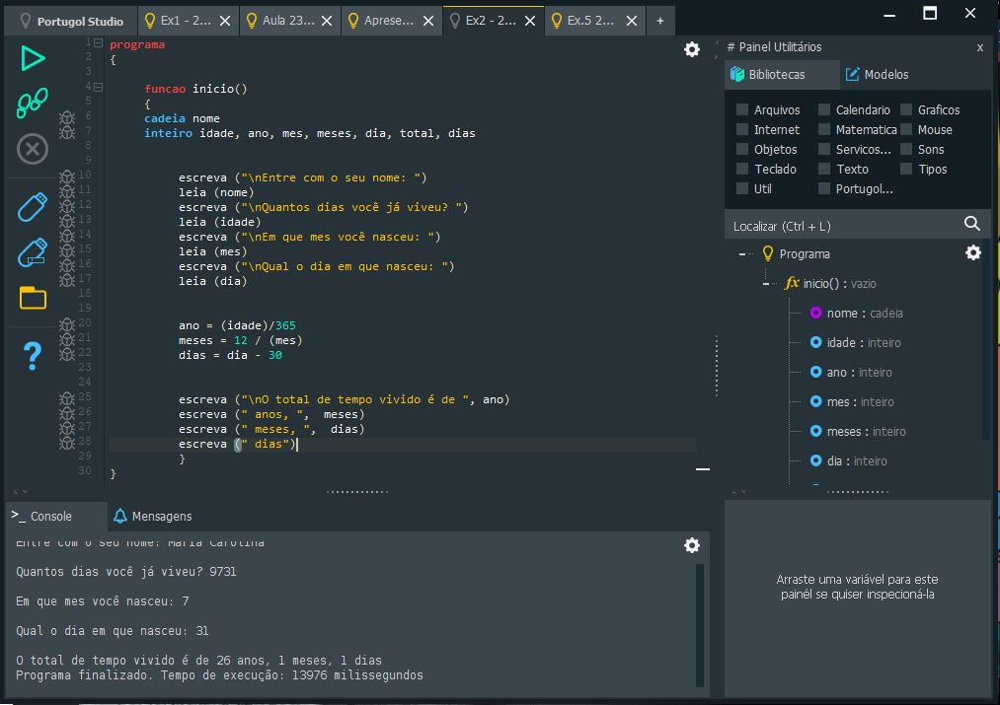 Portugol Studio
Ex1 - 2...
Aula 23...
Aprese...
Ex2 - 2...
Ex.5 2...
+
1 programa
2 {
3
4 funcao inicio()
5 {
6 cadeia nome
7 inteiro idade, ano, mes, meses, dia, total, dias
8
9
10 escreva ("\nEntre com o seu nome: ")
11 leia (nome)
12 escreva ("\nQuantos dias você já viveu? ")
13 leia (idade)
14 escreva ("\nEm que mes você nasceu: ")
15 leia (mes)
16 escreva ("\nQual o dia em que nasceu: ")
17 leia (dia)
18
19
20 ano = (idade)/365
21 meses = 12 / (mes)
22 dias = dia - 30
23
24
25 escreva ("\nO total de tempo vivido é de ", ano)
26 escreva (" anos, ",  meses)
27 escreva (" meses, ",  dias)
28 escreva (" dias")
29 }
30 }
# Painel Utilitários
x
Bibliotecas
Modelos
Arquivos Calendario Graficos
Internet Matematica Mouse
Objetos Servicos... Sons
Teclado Texto Tipos
Util Portugol...
Localizar (Ctrl + L)
Programa
fx inicio() : vazio
nome : cadeia
idade : inteiro
ano : inteiro
mes : inteiro
meses : inteiro
dia : inteiro
>_ Console
Mensagens
Entre com o seu nome: Maria Carolina
Quantos dias você já viveu? 9731
Em que mes você nasceu: 7
Qual o dia em que nasceu: 31
O total de tempo vivido é de 26 anos, 1 meses, 1 dias
Programa finalizado. Tempo de execução: 13976 milissegundos
Arraste uma variável para este
painél se quiser inspecioná-la